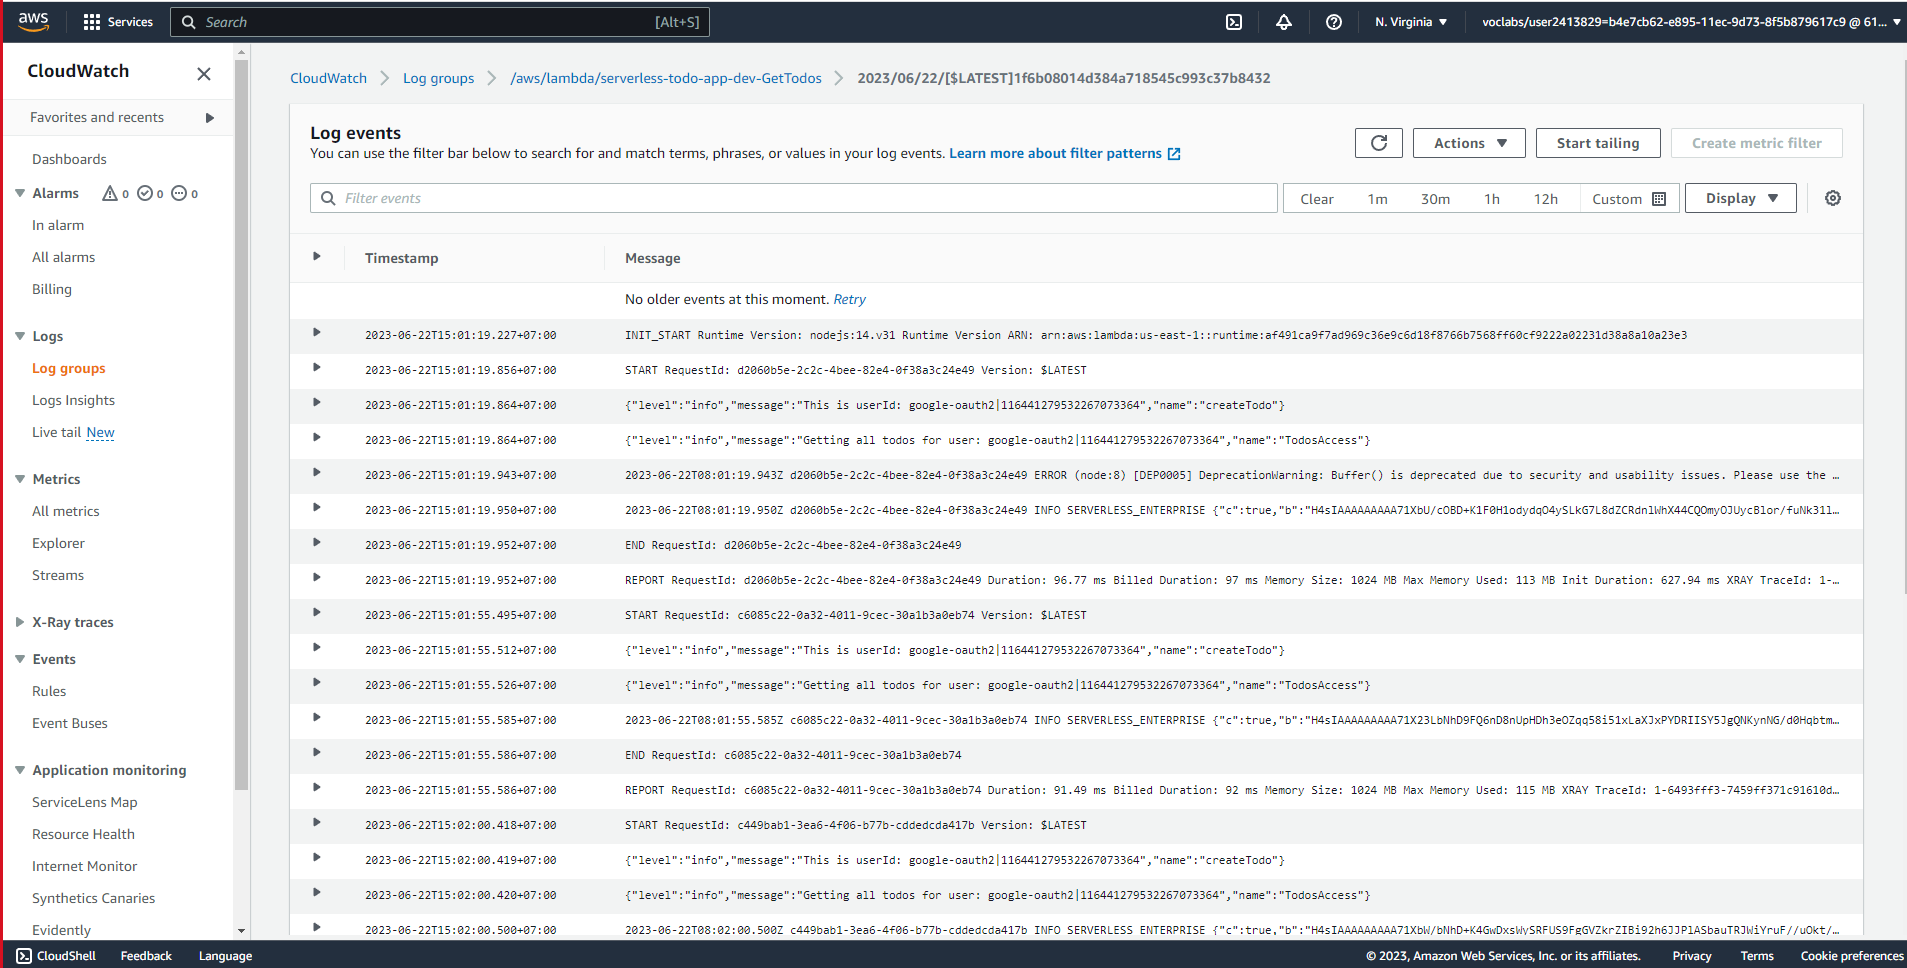 aws Services Search [Alt+S] N. Virginia voclabs/user2413829=b4e7cb62-e895-11ec-9d73-8f5b879617c9 @ 61...
CloudWatch
Favorites and recents
Dashboards
Alarms 0 0 0
In alarm
All alarms
Billing
Logs
Log groups
Logs Insights
Live tail New
Metrics
All metrics
Explorer
Streams
X-Ray traces
Events
Rules
Event Buses
Application monitoring
ServiceLens Map
Resource Health
Internet Monitor
Synthetics Canaries
Evidently
CloudWatch Log groups /aws/lambda/serverless-todo-app-dev-GetTodos 2023/06/22/[$LATEST]1f6b08014d384a718545c993c37b8432
Log events
You can use the filter bar below to search for and match terms, phrases, or values in your log events. Learn more about filter patterns
Actions Start tailing Create metric filter
Filter events Clear 1m 30m 1h 12h Custom Display
Timestamp Message
No older events at this moment. Retry
2023-06-22T15:01:19.227+07:00 INIT_START Runtime Version: nodejs:14.v31 Runtime Version ARN: arn:aws:lambda:us-east-1::runtime:af491ca9f7ad969c36e9c6d18f8766b7568ff60cf9222a02231d38a8a10a23e3
2023-06-22T15:01:19.856+07:00 START RequestId: d2060b5e-2c2c-4bee-82e4-0f38a3c24e49 Version: $LATEST
2023-06-22T15:01:19.864+07:00 {"level":"info","message":"This is userId: google-oauth2|116441279532267073364","name":"createTodo"}
2023-06-22T15:01:19.864+07:00 {"level":"info","message":"Getting all todos for user: google-oauth2|116441279532267073364","name":"TodosAccess"}
2023-06-22T15:01:19.943+07:00 2023-06-22T08:01:19.943Z d2060b5e-2c2c-4bee-82e4-0f38a3c24e49 ERROR (node:8) [DEP0005] DeprecationWarning: Buffer() is deprecated due to security and usability issues. Please use the …
2023-06-22T15:01:19.950+07:00 2023-06-22T08:01:19.950Z d2060b5e-2c2c-4bee-82e4-0f38a3c24e49 INFO SERVERLESS_ENTERPRISE {"c":true,"b":"H4sIAAAAAAAAA71XbU/cOBD+K1F0H1odydqO4ySLkG7L8dZCRdnlWhX44CQOmyOJUycBlor/fuNk31l…
2023-06-22T15:01:19.952+07:00 END RequestId: d2060b5e-2c2c-4bee-82e4-0f38a3c24e49
2023-06-22T15:01:19.952+07:00 REPORT RequestId: d2060b5e-2c2c-4bee-82e4-0f38a3c24e49 Duration: 96.77 ms Billed Duration: 97 ms Memory Size: 1024 MB Max Memory Used: 113 MB Init Duration: 627.94 ms XRAY TraceId: 1-…
2023-06-22T15:01:55.495+07:00 START RequestId: c6085c22-0a32-4011-9cec-30a1b3a0eb74 Version: $LATEST
2023-06-22T15:01:55.512+07:00 {"level":"info","message":"This is userId: google-oauth2|116441279532267073364","name":"createTodo"}
2023-06-22T15:01:55.526+07:00 {"level":"info","message":"Getting all todos for user: google-oauth2|116441279532267073364","name":"TodosAccess"}
2023-06-22T15:01:55.585+07:00 2023-06-22T08:01:55.585Z c6085c22-0a32-4011-9cec-30a1b3a0eb74 INFO SERVERLESS_ENTERPRISE {"c":true,"b":"H4sIAAAAAAAAA71X23LbNhD9FQ6nD8nUpHDh3eOZqq58i51xLaXJxPYDRIISY5JgQNKynNG/d0Hqbtm…
2023-06-22T15:01:55.586+07:00 END RequestId: c6085c22-0a32-4011-9cec-30a1b3a0eb74
2023-06-22T15:01:55.586+07:00 REPORT RequestId: c6085c22-0a32-4011-9cec-30a1b3a0eb74 Duration: 91.49 ms Billed Duration: 92 ms Memory Size: 1024 MB Max Memory Used: 115 MB XRAY TraceId: 1-6493fff3-7459ff371c91610d…
2023-06-22T15:02:00.418+07:00 START RequestId: c449bab1-3ea6-4f06-b77b-cddedcda417b Version: $LATEST
2023-06-22T15:02:00.419+07:00 {"level":"info","message":"This is userId: google-oauth2|116441279532267073364","name":"createTodo"}
2023-06-22T15:02:00.420+07:00 {"level":"info","message":"Getting all todos for user: google-oauth2|116441279532267073364","name":"TodosAccess"}
2023-06-22T15:02:00.500+07:00 2023-06-22T08:02:00.500Z c449bab1-3ea6-4f06-b77b-cddedcda417b INFO SERVERLESS_ENTERPRISE {"c":true,"b":"H4sIAAAAAAAAA71XbW/bNhD+K4GwDxsWySRFUS9FgGVZkrZIBi92h6JJPlASbauTRJWiYruF//uOkt/…
CloudShell Feedback Language © 2023, Amazon Web Services, Inc. or its affiliates. Privacy Terms Cookie preferences